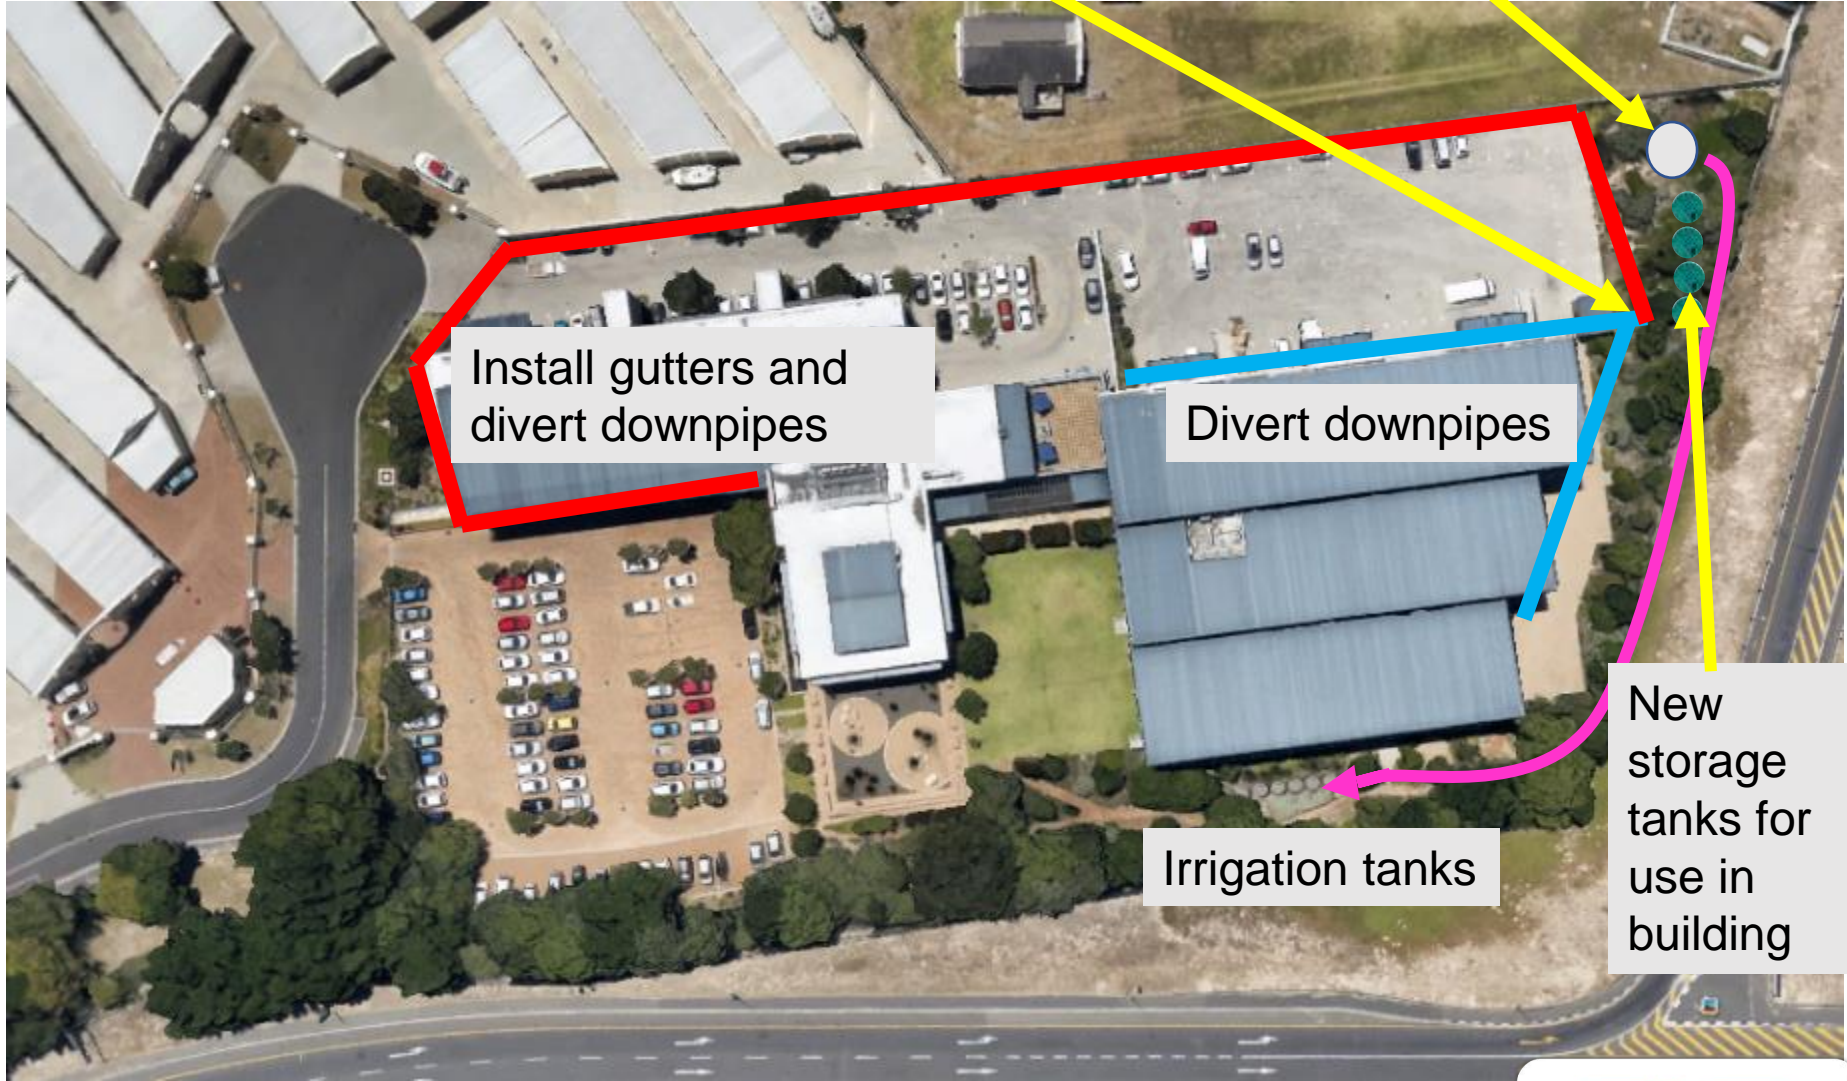 Install gutters and
divert downpipes
Divert downpipes
Irrigation tanks
New
storage
tanks for
use in
building